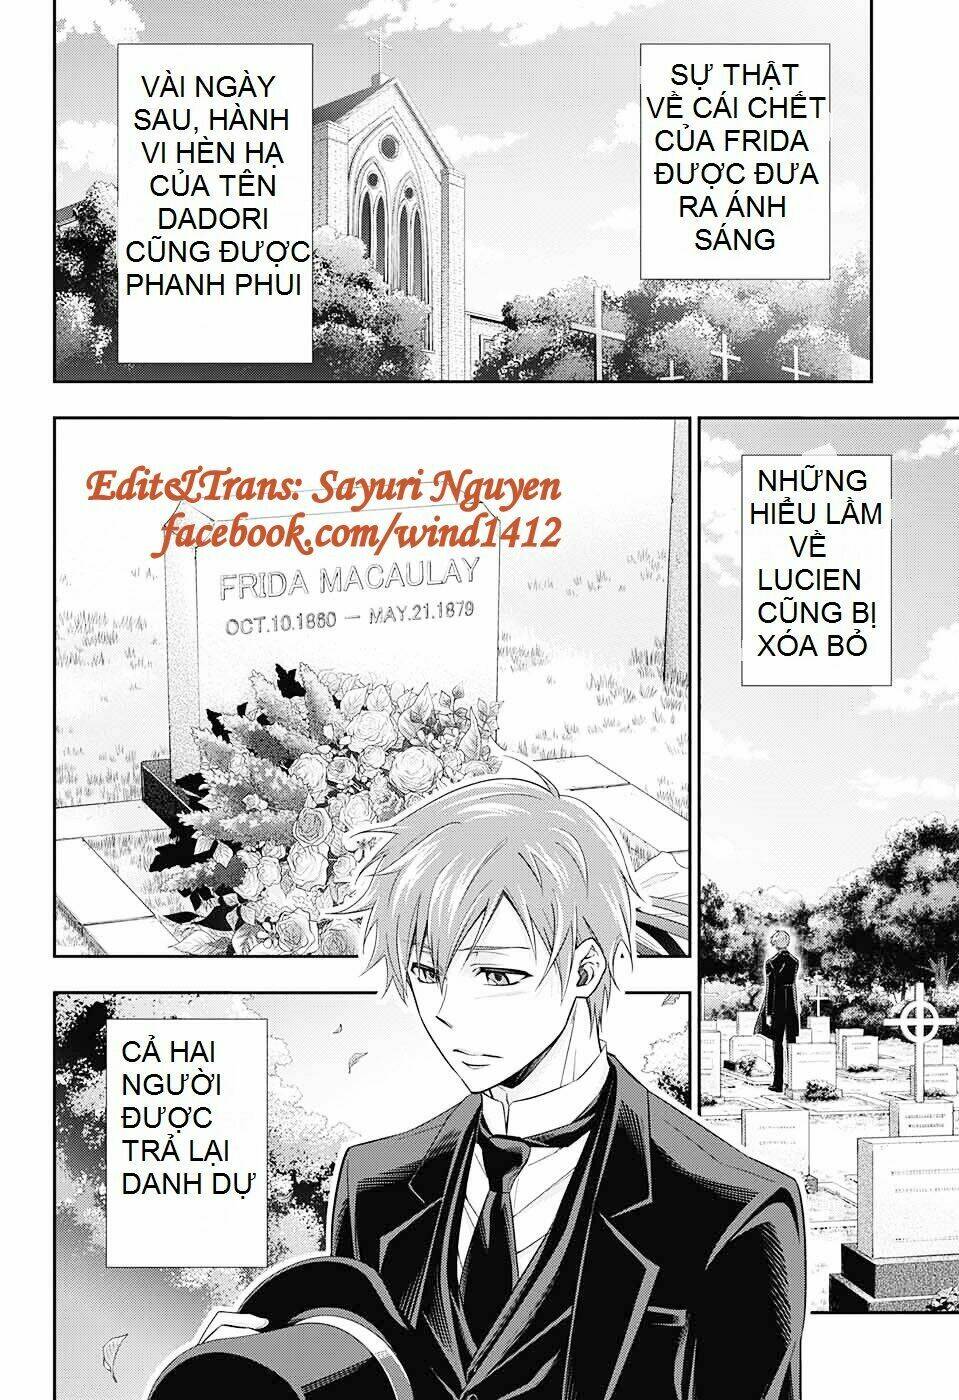 SỰ THẬT
VỀ CÁI CHẾT
CỦA FRIDA
ĐƯỢC ĐƯA
RA ÁNH
SÁNG
VÀI NGÀY
SAU, HÀNH
VI HÈN HẠ
CỦA TÊN
DADORI
CŨNG ĐƯỢC
PHANH PHUI
NHỮNG
HIỂU LẦM
VỀ
LUCIEN
CŨNG BỊ
XÓA BỎ
Edit&Trans: Sayuri Nguyen
facebook.com/wind1412
FRIDA MACAULAY
OCT.10.1860 — MAY.21.1879
CẢ HAI
NGƯỜI
ĐƯỢC
TRẢ LẠI
DANH DỰ